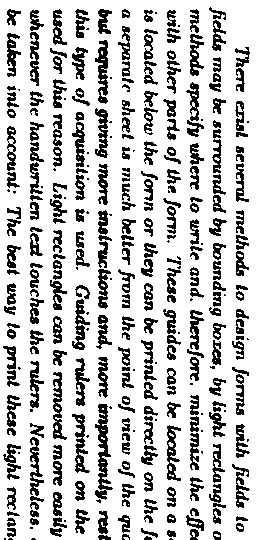 There exist several methods to design forms with fields to
fields may be surrounded by bounding boxes, by light rectangles o
methods specify where to write and, therefore, minimize the effe
with other parts of the form. These guides can be located on a s
is located below the form or they can be printed directly on the fo
a separate sheet is much better from the point of view of the qua
but requires giving more instructions and, more importantly, rest
this type of acquisition is used. Guiding rulers printed on the
used for this reason. Light rectangles can be removed more easily
whenever the handwritten text touches the rulers. Nevertheless,
be taken into account: The best way to print these light rectang